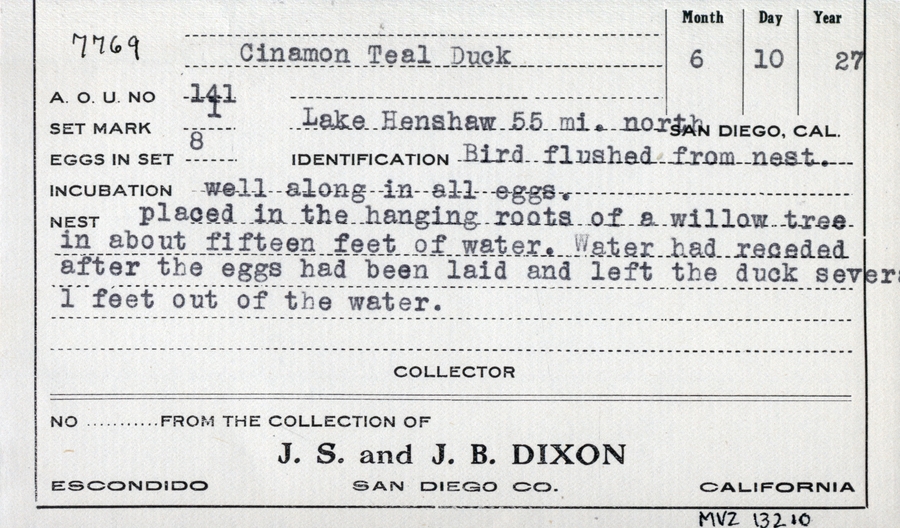 Month Day Year
7769
Cinamon Teal Duck 6 10 27
A. O. U. NO 141
SET MARK 1 Lake Henshaw 55 mi. north SAN DIEGO, CAL.
EGGS IN SET 8 IDENTIFICATION Bird flushed from nest.
INCUBATION well along in all eggs.
NEST placed in the hanging roots of a willow tree
in about fifteen feet of water. Water had receded
after the eggs had been laid and left the duck severa
l feet out of the water.
COLLECTOR
NO ...........FROM THE COLLECTION OF
J. S. and J. B. DIXON
ESCONDIDO SAN DIEGO CO. CALIFORNIA
MVZ 13210